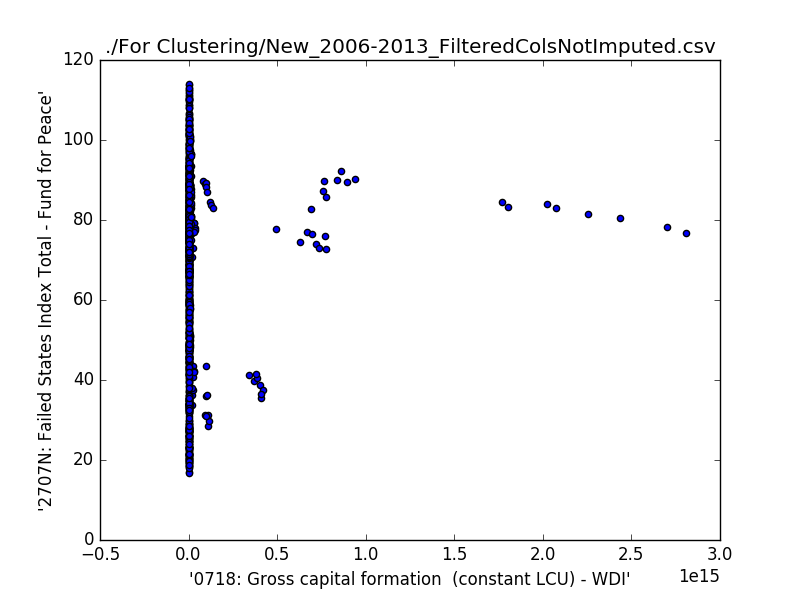 ./For Clustering/New_2006-2013_FilteredColsNotImputed.csv
120
100
80
60
40
20
0
'2707N: Failed States Index Total - Fund for Peace'
−0.5 0.0 0.5 1.0 1.5 2.0 2.5 3.0
1e15
'0718: Gross capital formation  (constant LCU) - WDI'